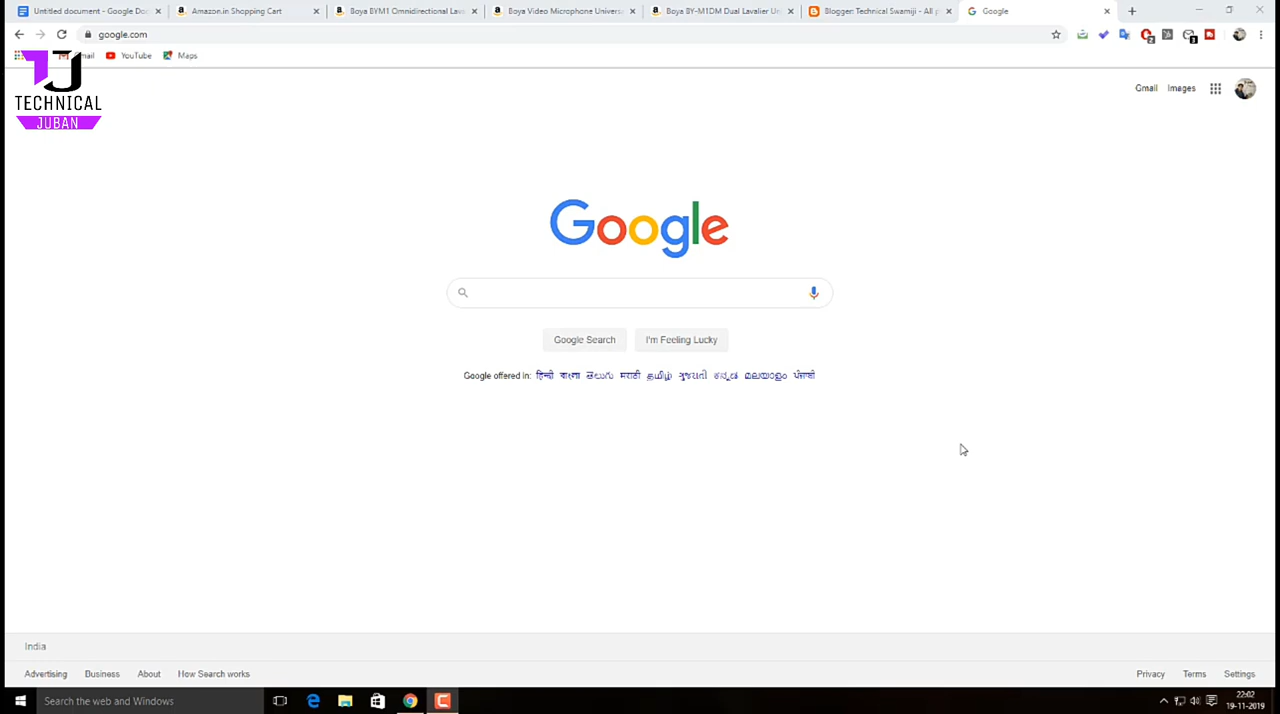 Untitled document - Google Do
Amazon.in Shopping Cart
Boya BYM1 Omnidirectional Lava
Boya Video Microphone Univers
Boya BY-M1DM Dual Lavalier Un
Blogger: Technical Swamiji - All p
Google
google.com
YouTube
Maps
TJ
TECHNICAL
JUBAN
Gmail
Images
Google
Google Search
I'm Feeling Lucky
Google offered in: हिन्दी বাংলা తెలుగు मराठी தமிழ் ગુજરાતી ಕನ್ನಡ മലയാളം ਪੰਜਾਬੀ
India
Advertising
Business
About
How Search works
Privacy
Terms
Settings
Search the web and Windows
22:02
19-11-2019